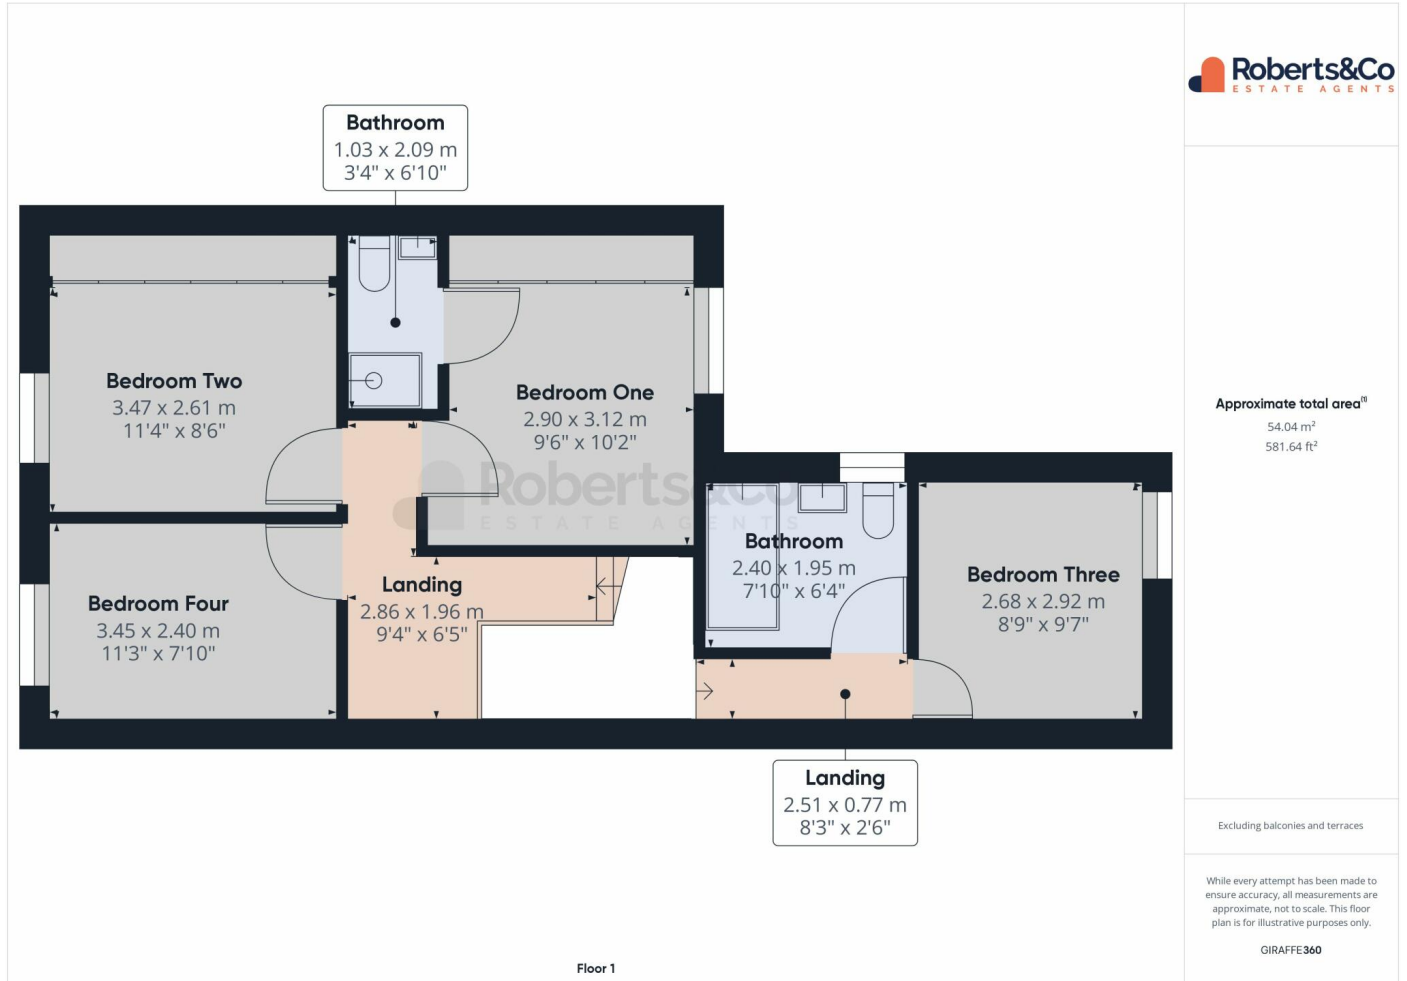 Roberts&Co
ESTATE AGENTS
Bathroom
1.03 x 2.09 m
3'4" x 6'10"
Bedroom Two
3.47 x 2.61 m
11'4" x 8'6"
Bedroom One
2.90 x 3.12 m
9'6" x 10'2"
Roberts&Co
ESTATE AGENTS
Bathroom
2.40 x 1.95 m
7'10" x 6'4"
Bedroom Three
2.68 x 2.92 m
8'9" x 9'7"
Bedroom Four
3.45 x 2.40 m
11'3" x 7'10"
Landing
2.86 x 1.96 m
9'4" x 6'5"
Landing
2.51 x 0.77 m
8'3" x 2'6"
Floor 1
Approximate total area⁽¹⁾
54.04 m²
581.64 ft²
Excluding balconies and terraces
While every attempt has been made to
ensure accuracy, all measurements are
approximate, not to scale. This floor
plan is for illustrative purposes only.
GIRAFFE360